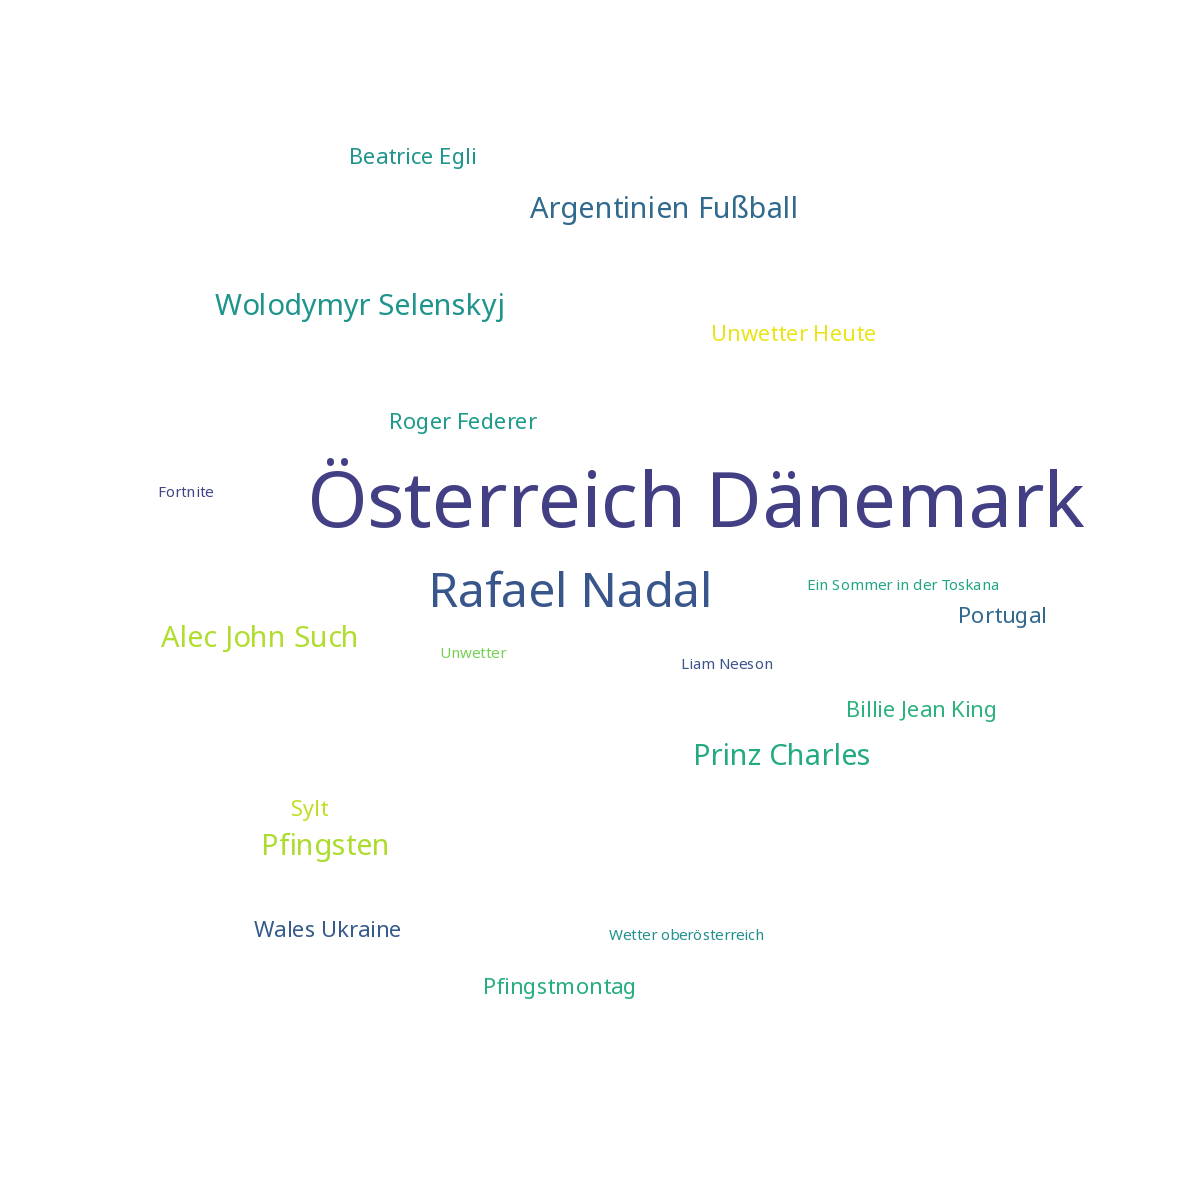 Beatrice Egli
Argentinien Fußball
Wolodymyr Selenskyj
Unwetter Heute
Roger Federer
Fortnite
Österreich Dänemark
Rafael Nadal
Ein Sommer in der Toskana
Portugal
Alec John Such
Unwetter
Liam Neeson
Billie Jean King
Prinz Charles
Sylt
Pfingsten
Wales Ukraine
Wetter oberösterreich
Pfingstmontag